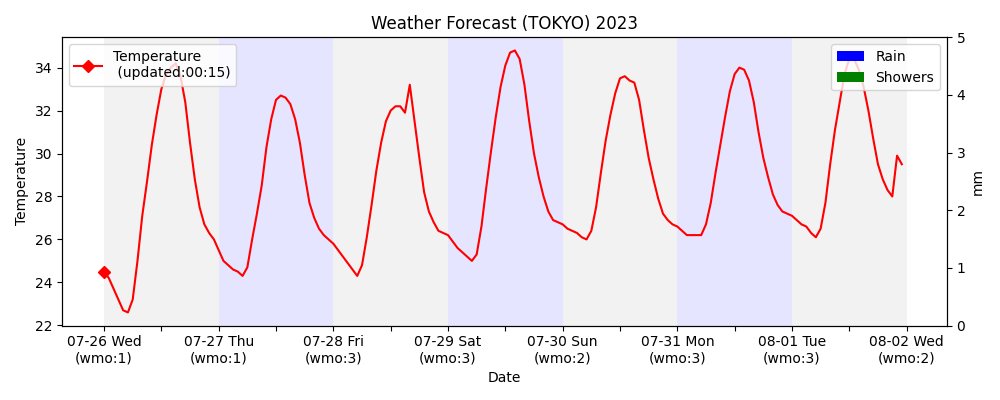 Weather Forecast (TOKYO) 2023
Temperature
(updated:00:15)
Rain
Showers
Temperature
34
32
30
28
26
24
22
5
4
3
2
1
0
mm
07-26 Wed
(wmo:1)
07-27 Thu
(wmo:1)
07-28 Fri
(wmo:3)
07-29 Sat
(wmo:3)
07-30 Sun
(wmo:2)
07-31 Mon
(wmo:3)
08-01 Tue
(wmo:3)
08-02 Wed
(wmo:2)
Date